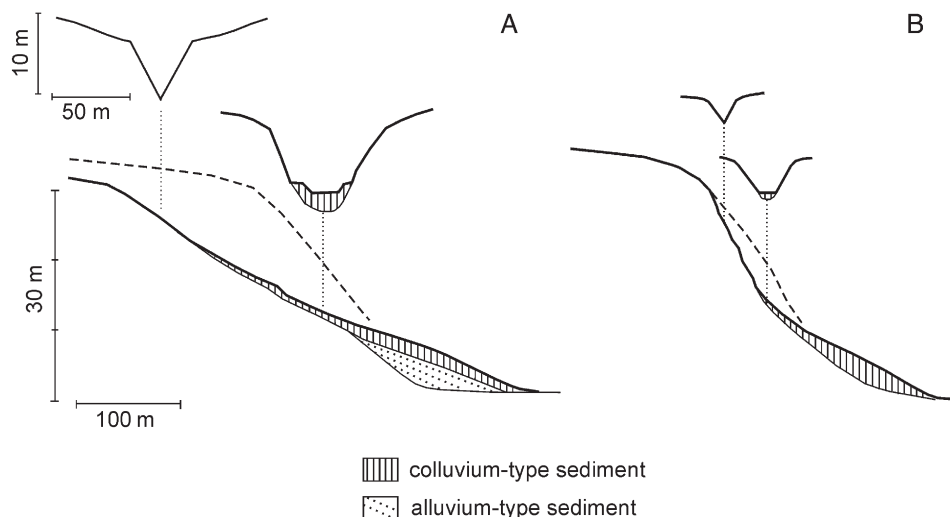 A
B
10 m
50 m
30 m
100 m
colluvium-type sediment
alluvium-type sediment